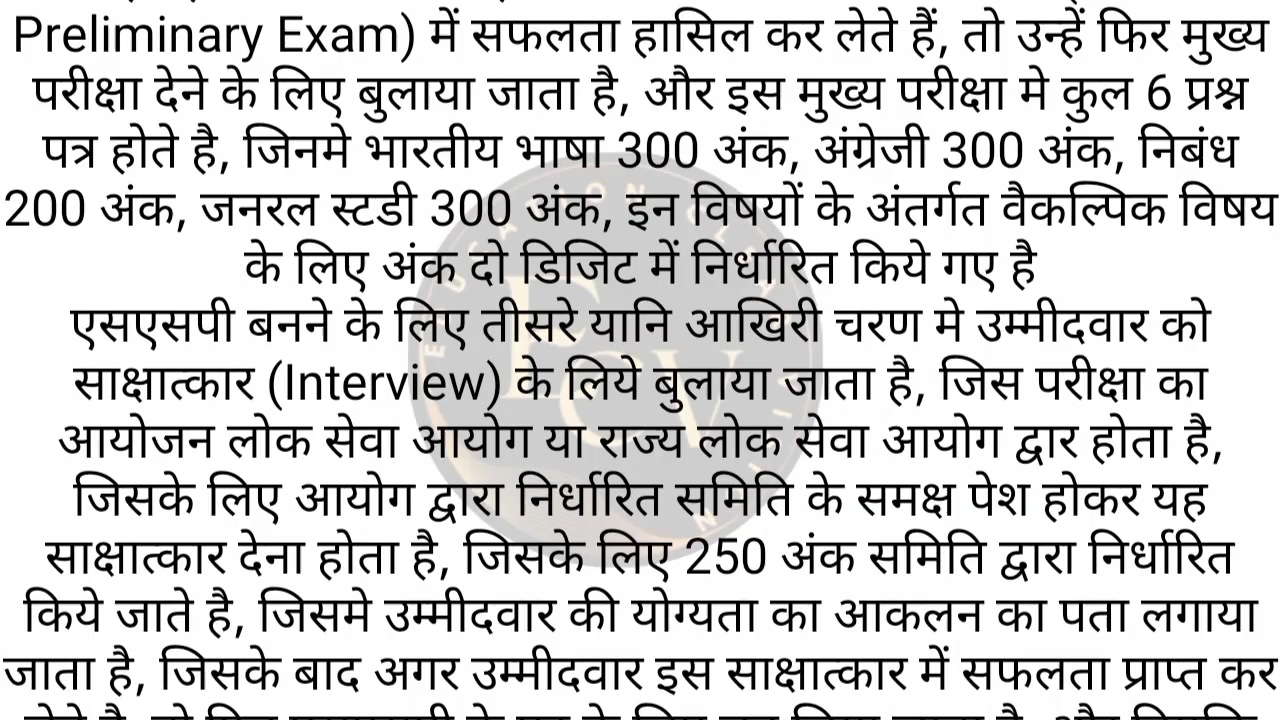 Preliminary Exam) में सफलता हासिल कर लेते हैं, तो उन्हें फिर मुख्य
परीक्षा देने के लिए बुलाया जाता है, और इस मुख्य परीक्षा मे कुल 6 प्रश्न
पत्र होते है, जिनमे भारतीय भाषा 300 अंक, अंग्रेजी 300 अंक, निबंध
200 अंक, जनरल स्टडी 300 अंक, इन विषयों के अंतर्गत वैकल्पिक विषय
के लिए अंक दो डिजिट में निर्धारित किये गए है
एसएसपी बनने के लिए तीसरे यानि आखिरी चरण मे उम्मीदवार को
साक्षात्कार (Interview) के लिये बुलाया जाता है, जिस परीक्षा का
आयोजन लोक सेवा आयोग या राज्य लोक सेवा आयोग द्वार होता है,
जिसके लिए आयोग द्वारा निर्धारित समिति के समक्ष पेश होकर यह
साक्षात्कार देना होता है, जिसके लिए 250 अंक समिति द्वारा निर्धारित
किये जाते है, जिसमे उम्मीदवार की योग्यता का आकलन का पता लगाया
जाता है, जिसके बाद अगर उम्मीदवार इस साक्षात्कार में सफलता प्राप्त कर